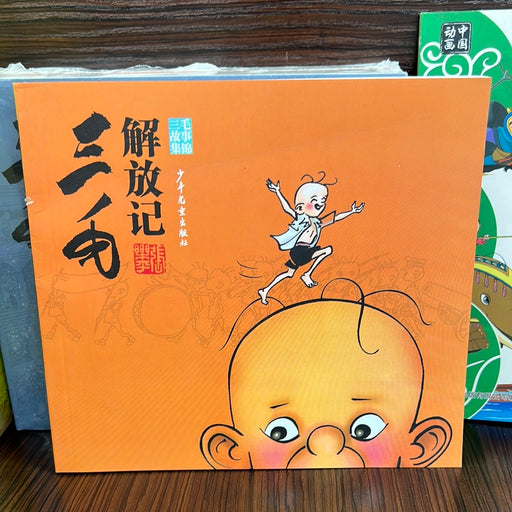 三毛
解放记
三毛故事集锦
少年儿童出版社
中国动画